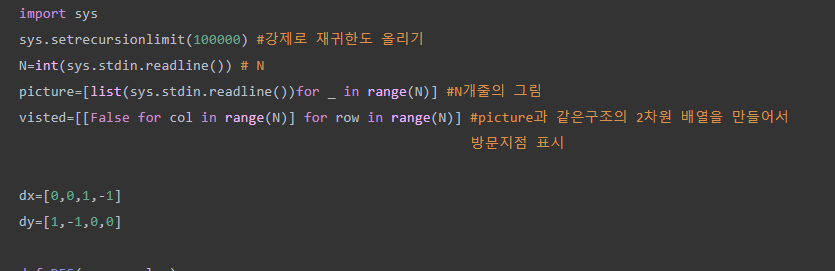 import sys
sys.setrecursionlimit(100000) #강제로 재귀한도 올리기
N=int(sys.stdin.readline()) # N
picture=[list(sys.stdin.readline())for _ in range(N)] #N개줄의 그림
visted=[[False for col in range(N)] for row in range(N)] #picture과 같은구조의 2차원 배열을 만들어서
방문지점 표시
dx=[0,0,1,-1]
dy=[1,-1,0,0]